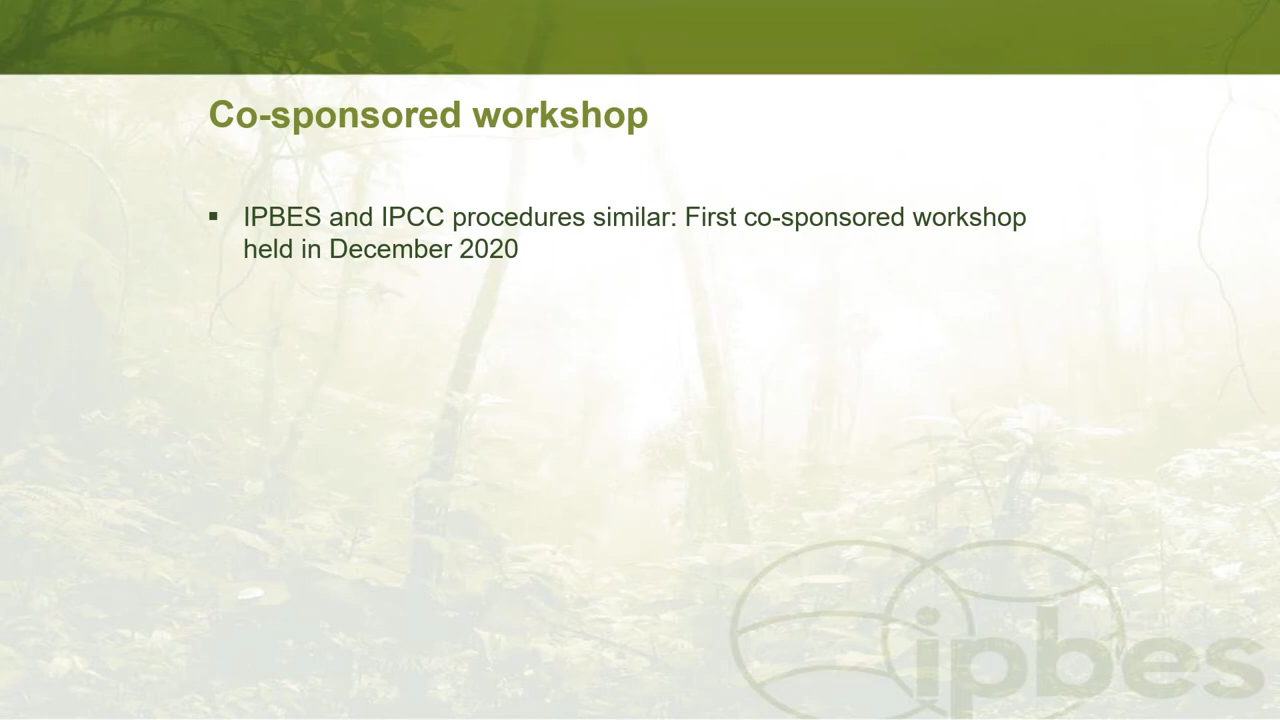 Co-sponsored workshop
▪ IPBES and IPCC procedures similar: First co-sponsored workshop
held in December 2020
ipbes